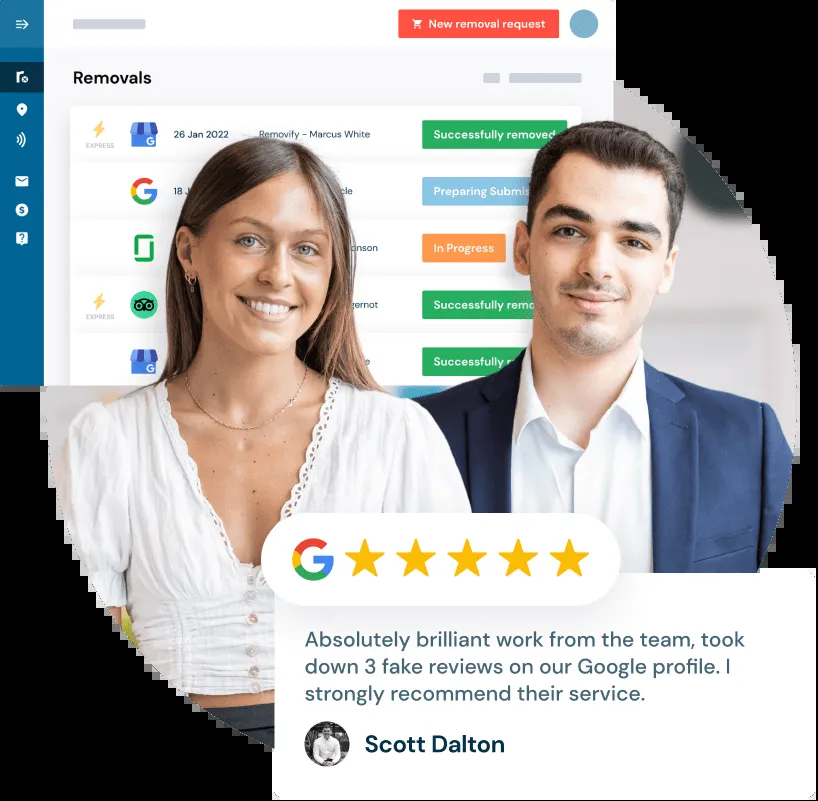 New removal request
Removals
EXPRESS
26 Jan 2022
Removify - Marcus White
Successfully removed
18
Preparing
In Progress
EXPRESS
Successfully
Successfully
G
Absolutely brilliant work from the team, took
down 3 fake reviews on our Google profile. I
strongly recommend their service.
Scott Dalton